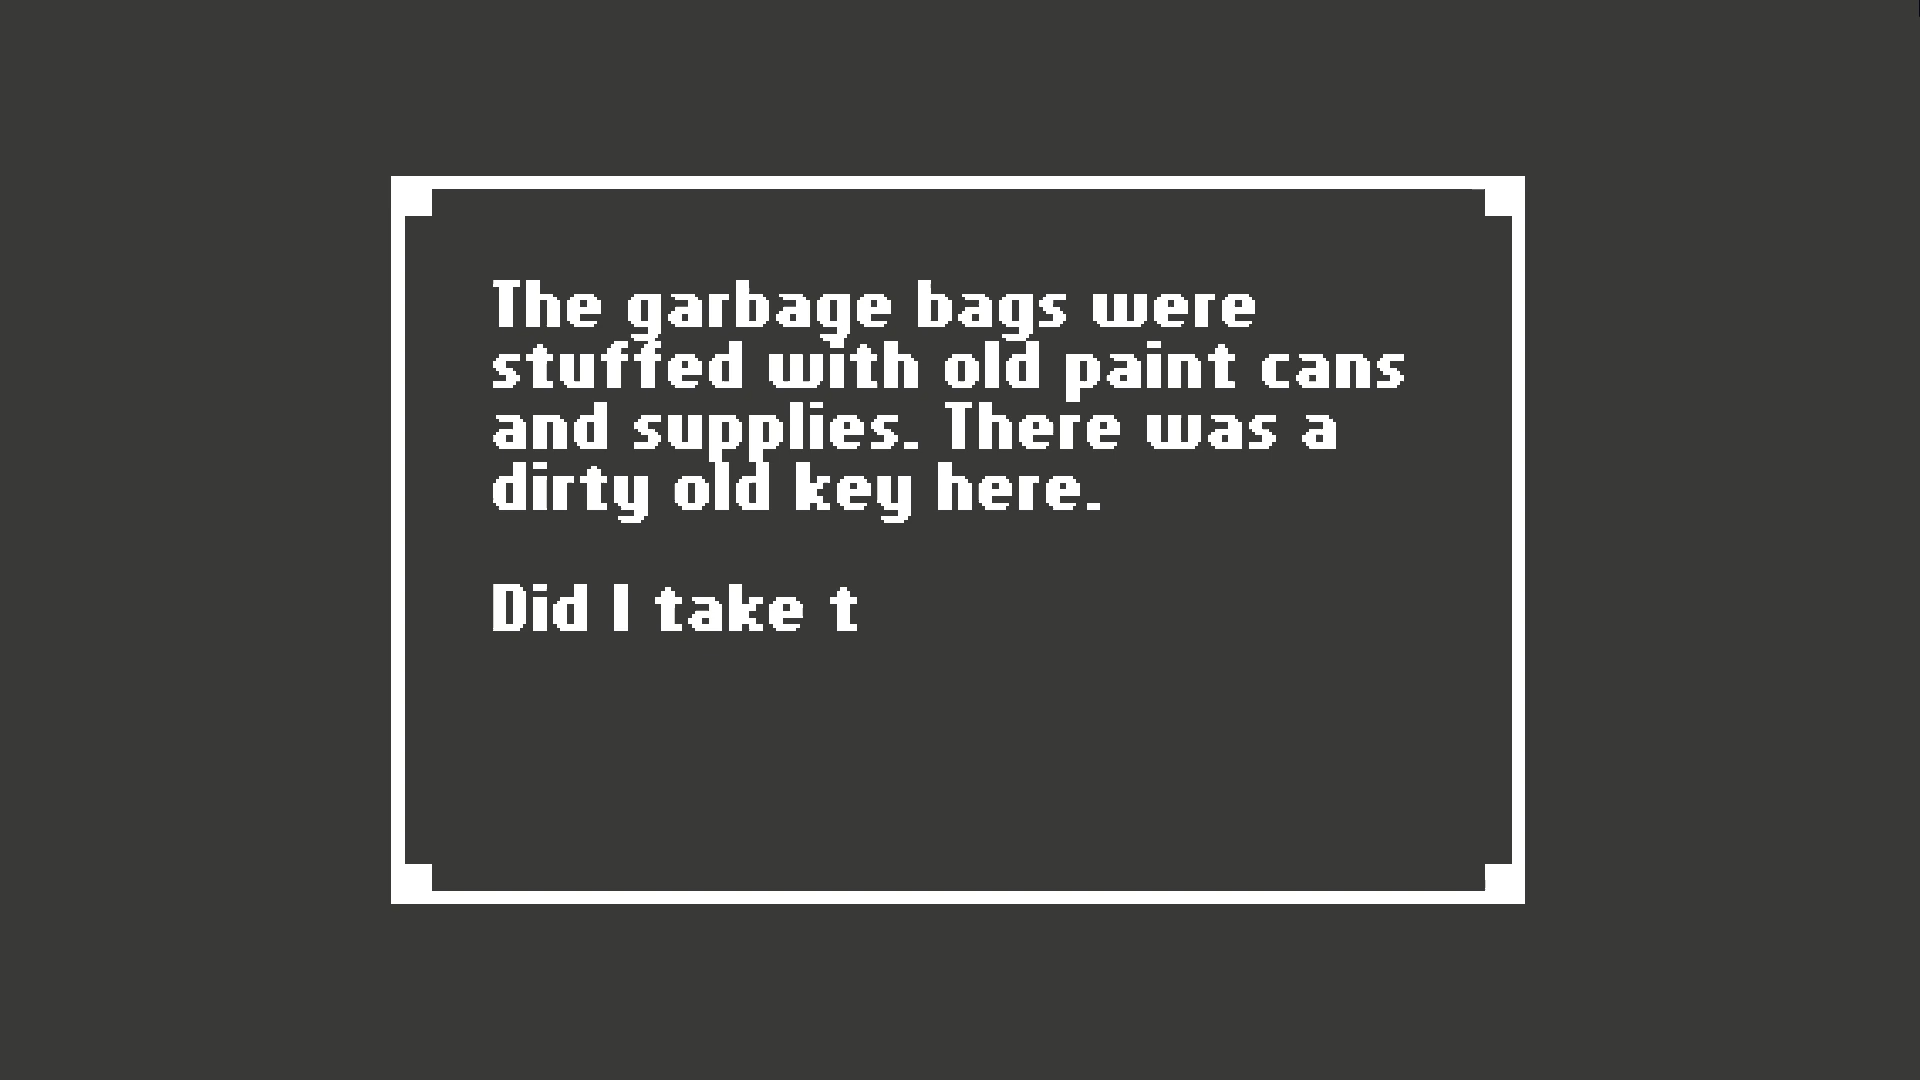 The garbage bags were
stuffed with old paint cans
and supplies. There was a
dirty old key here.
Did I take t